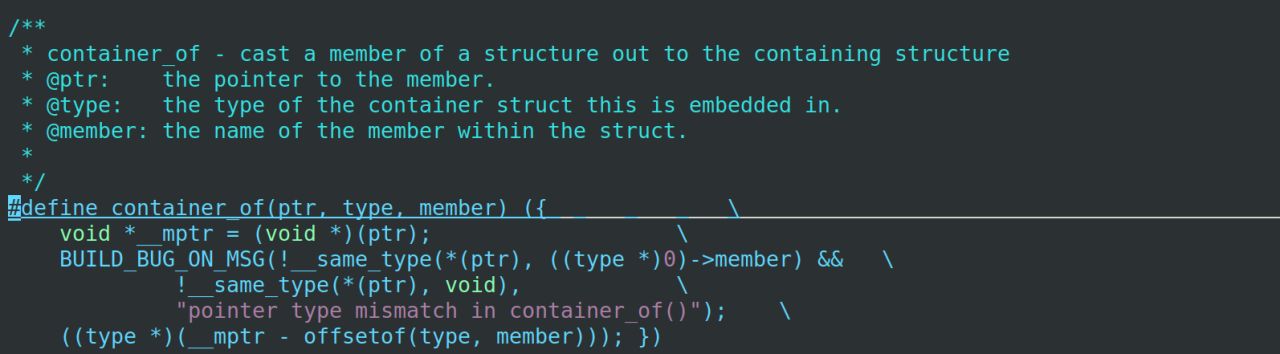 /**
 * container_of - cast a member of a structure out to the containing structure
 * @ptr:    the pointer to the member.
 * @type:   the type of the container struct this is embedded in.
 * @member: the name of the member within the struct.
 *
 */
#define container_of(ptr, type, member) ({              \
    void *__mptr = (void *)(ptr);                   \
    BUILD_BUG_ON_MSG(!__same_type(*(ptr), ((type *)0)->member) &&   \
             !__same_type(*(ptr), void),            \
             "pointer type mismatch in container_of()");    \
    ((type *)(__mptr - offsetof(type, member))); })